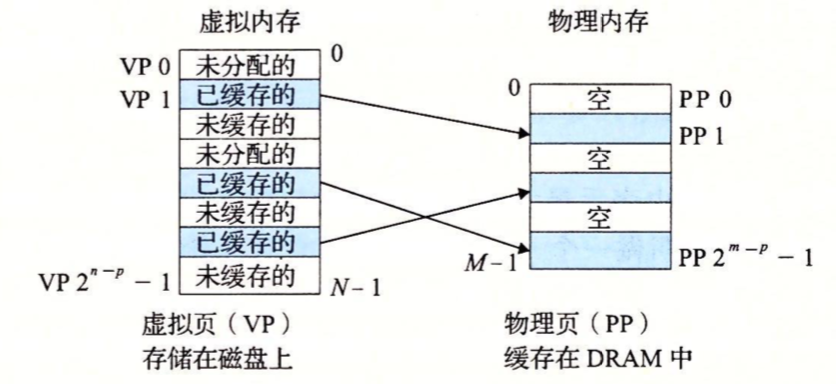 虚拟内存
物理内存
VP 0
未分配的
0
VP 1
已缓存的
未缓存的
未分配的
已缓存的
未缓存的
已缓存的
VP 2ⁿ⁻ᵖ − 1
未缓存的
N−1
0
空
PP 0
PP 1
空
空
M−1
PP 2ᵐ⁻ᵖ − 1
虚拟页（VP）
存储在磁盘上
物理页（PP）
缓存在 DRAM 中